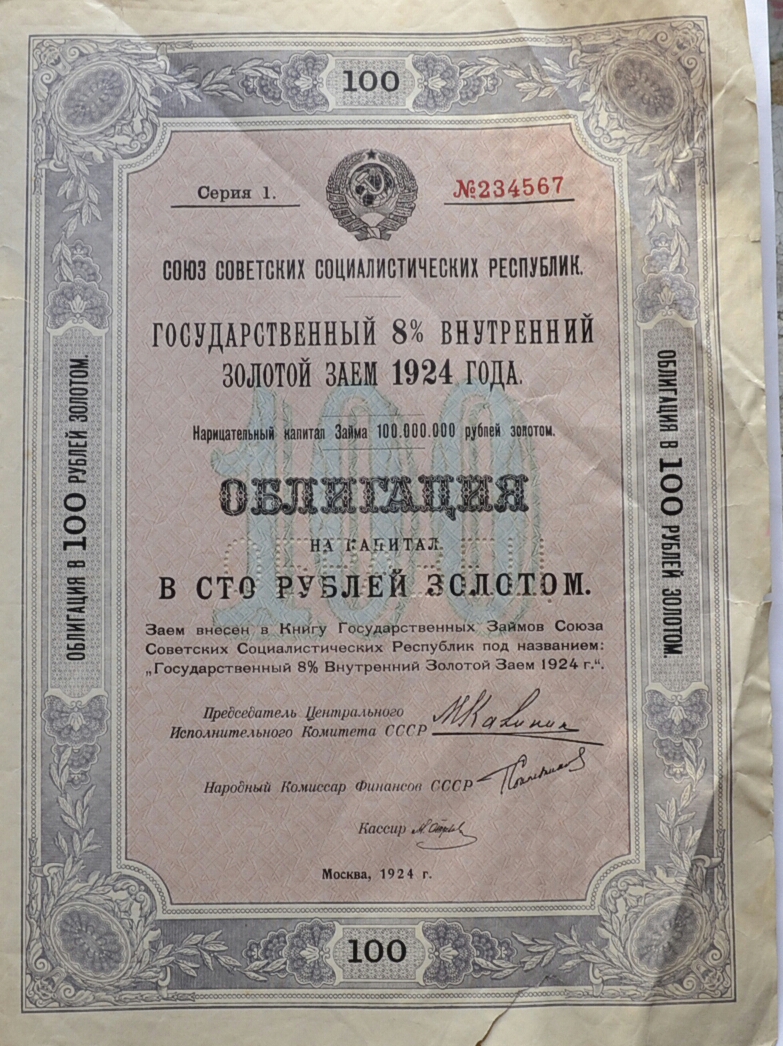 100
Серия 1.
№234567
СОЮЗ СОВЕТСКИХ СОЦИАЛИСТИЧЕСКИХ РЕСПУБЛИК.
ГОСУДАРСТВЕННЫЙ 8% ВНУТРЕННИЙ
ЗОЛОТОЙ ЗАЕМ 1924 ГОДА.
Нарицательный капитал Займа 100.000.000 рублей золотом.
100
ОБЛИГАЦИЯ
НА КАПИТАЛ
В СТО РУБЛЕЙ ЗОЛОТОМ.
Заем внесен в Книгу Государственных Займов Союза
Советских Социалистических Республик под названием:
„Государственный 8% Внутренний Золотой Заем 1924 г.“.
Председатель Центрального
Исполнительного Комитета СССР
МКалинин
Народный Комиссар Финансов СССР
Кассир
Москва, 1924 г.
ОБЛИГАЦИЯ В 100 РУБЛЕЙ ЗОЛОТОМ.
ОБЛИГАЦИЯ В 100 РУБЛЕЙ ЗОЛОТОМ.
100